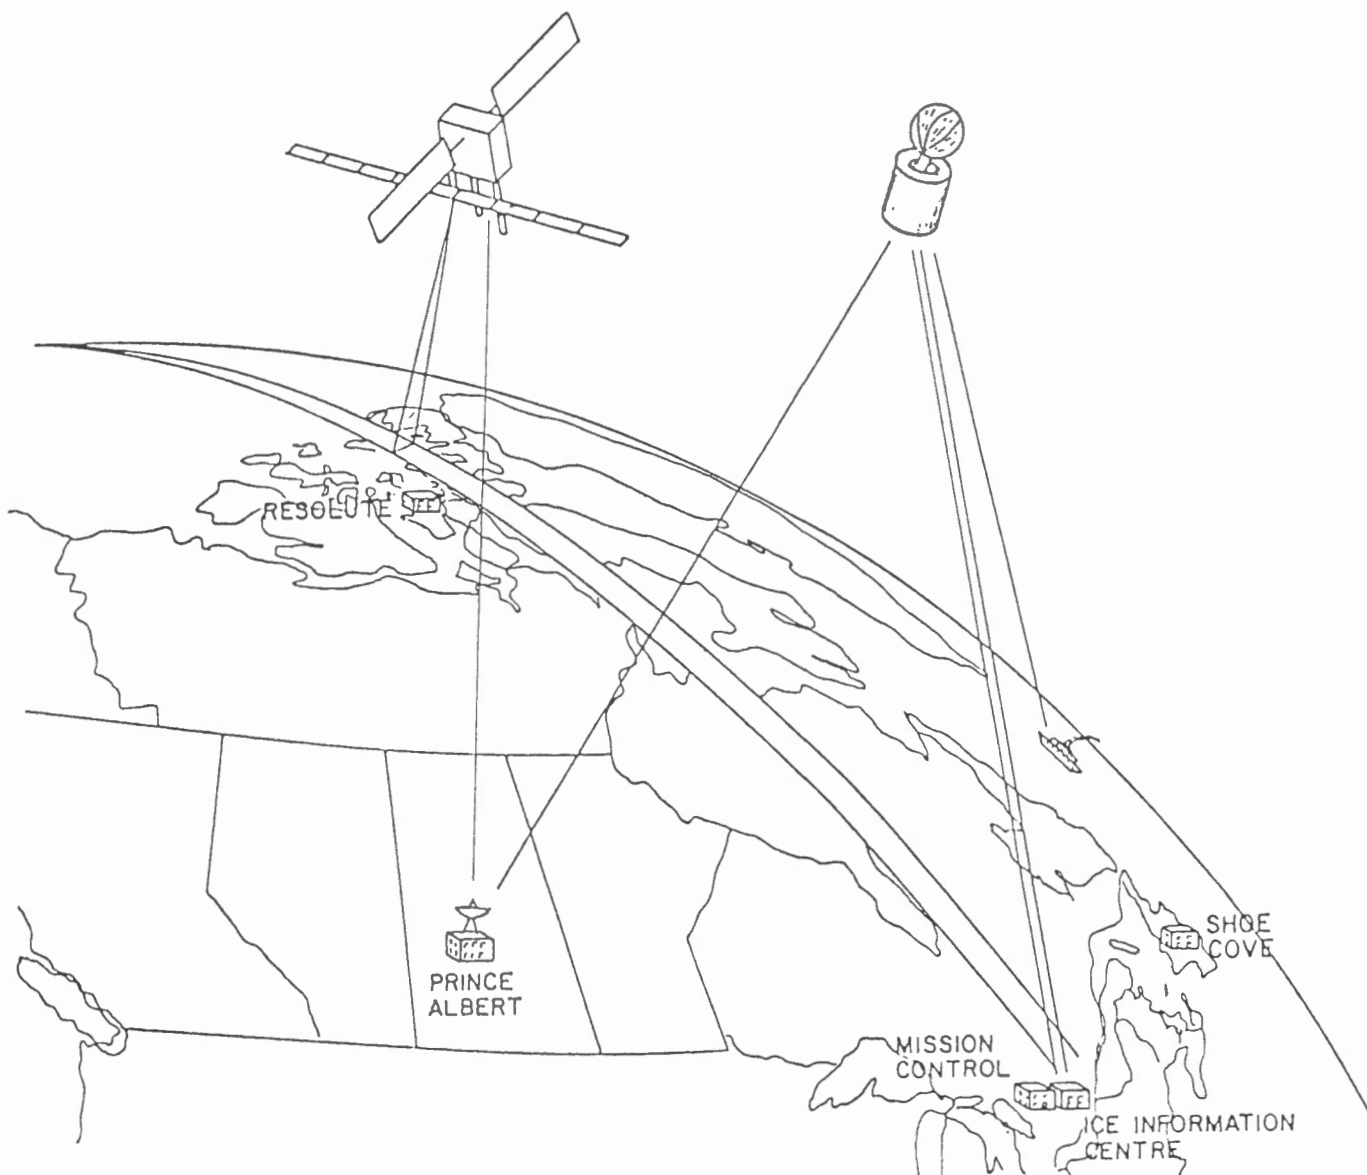 RESOLUTE
PRINCE
ALBERT
SHOE
COVE
MISSION
CONTROL
ICE INFORMATION
CENTRE